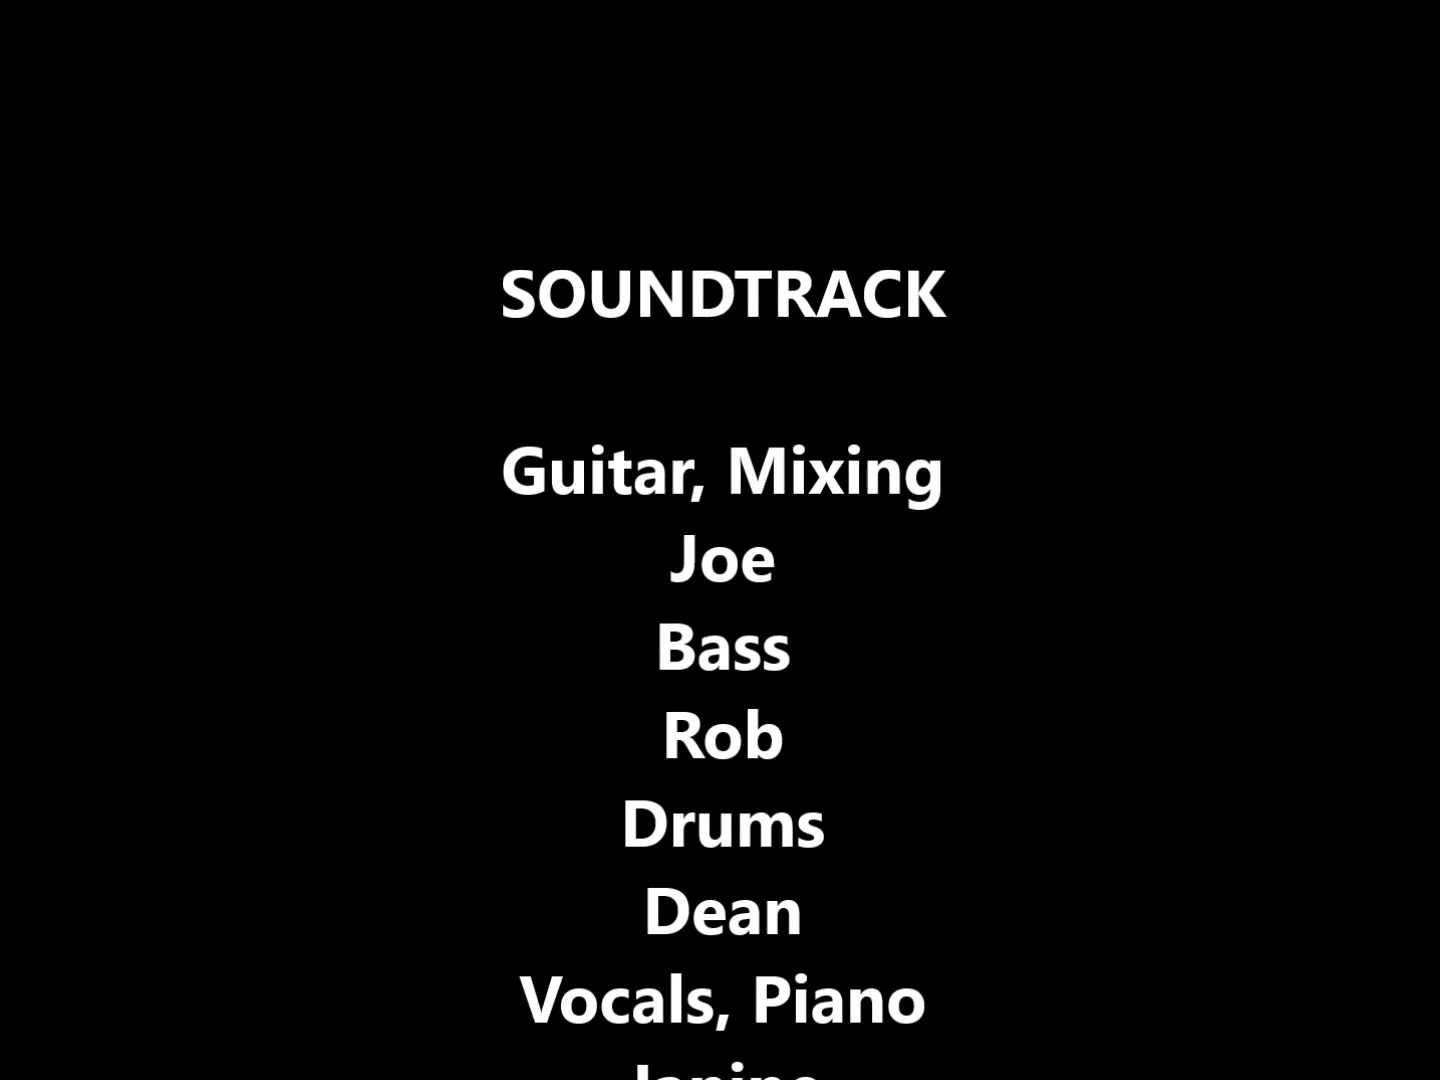 SOUNDTRACK
Guitar, Mixing
Joe
Bass
Rob
Drums
Dean
Vocals, Piano